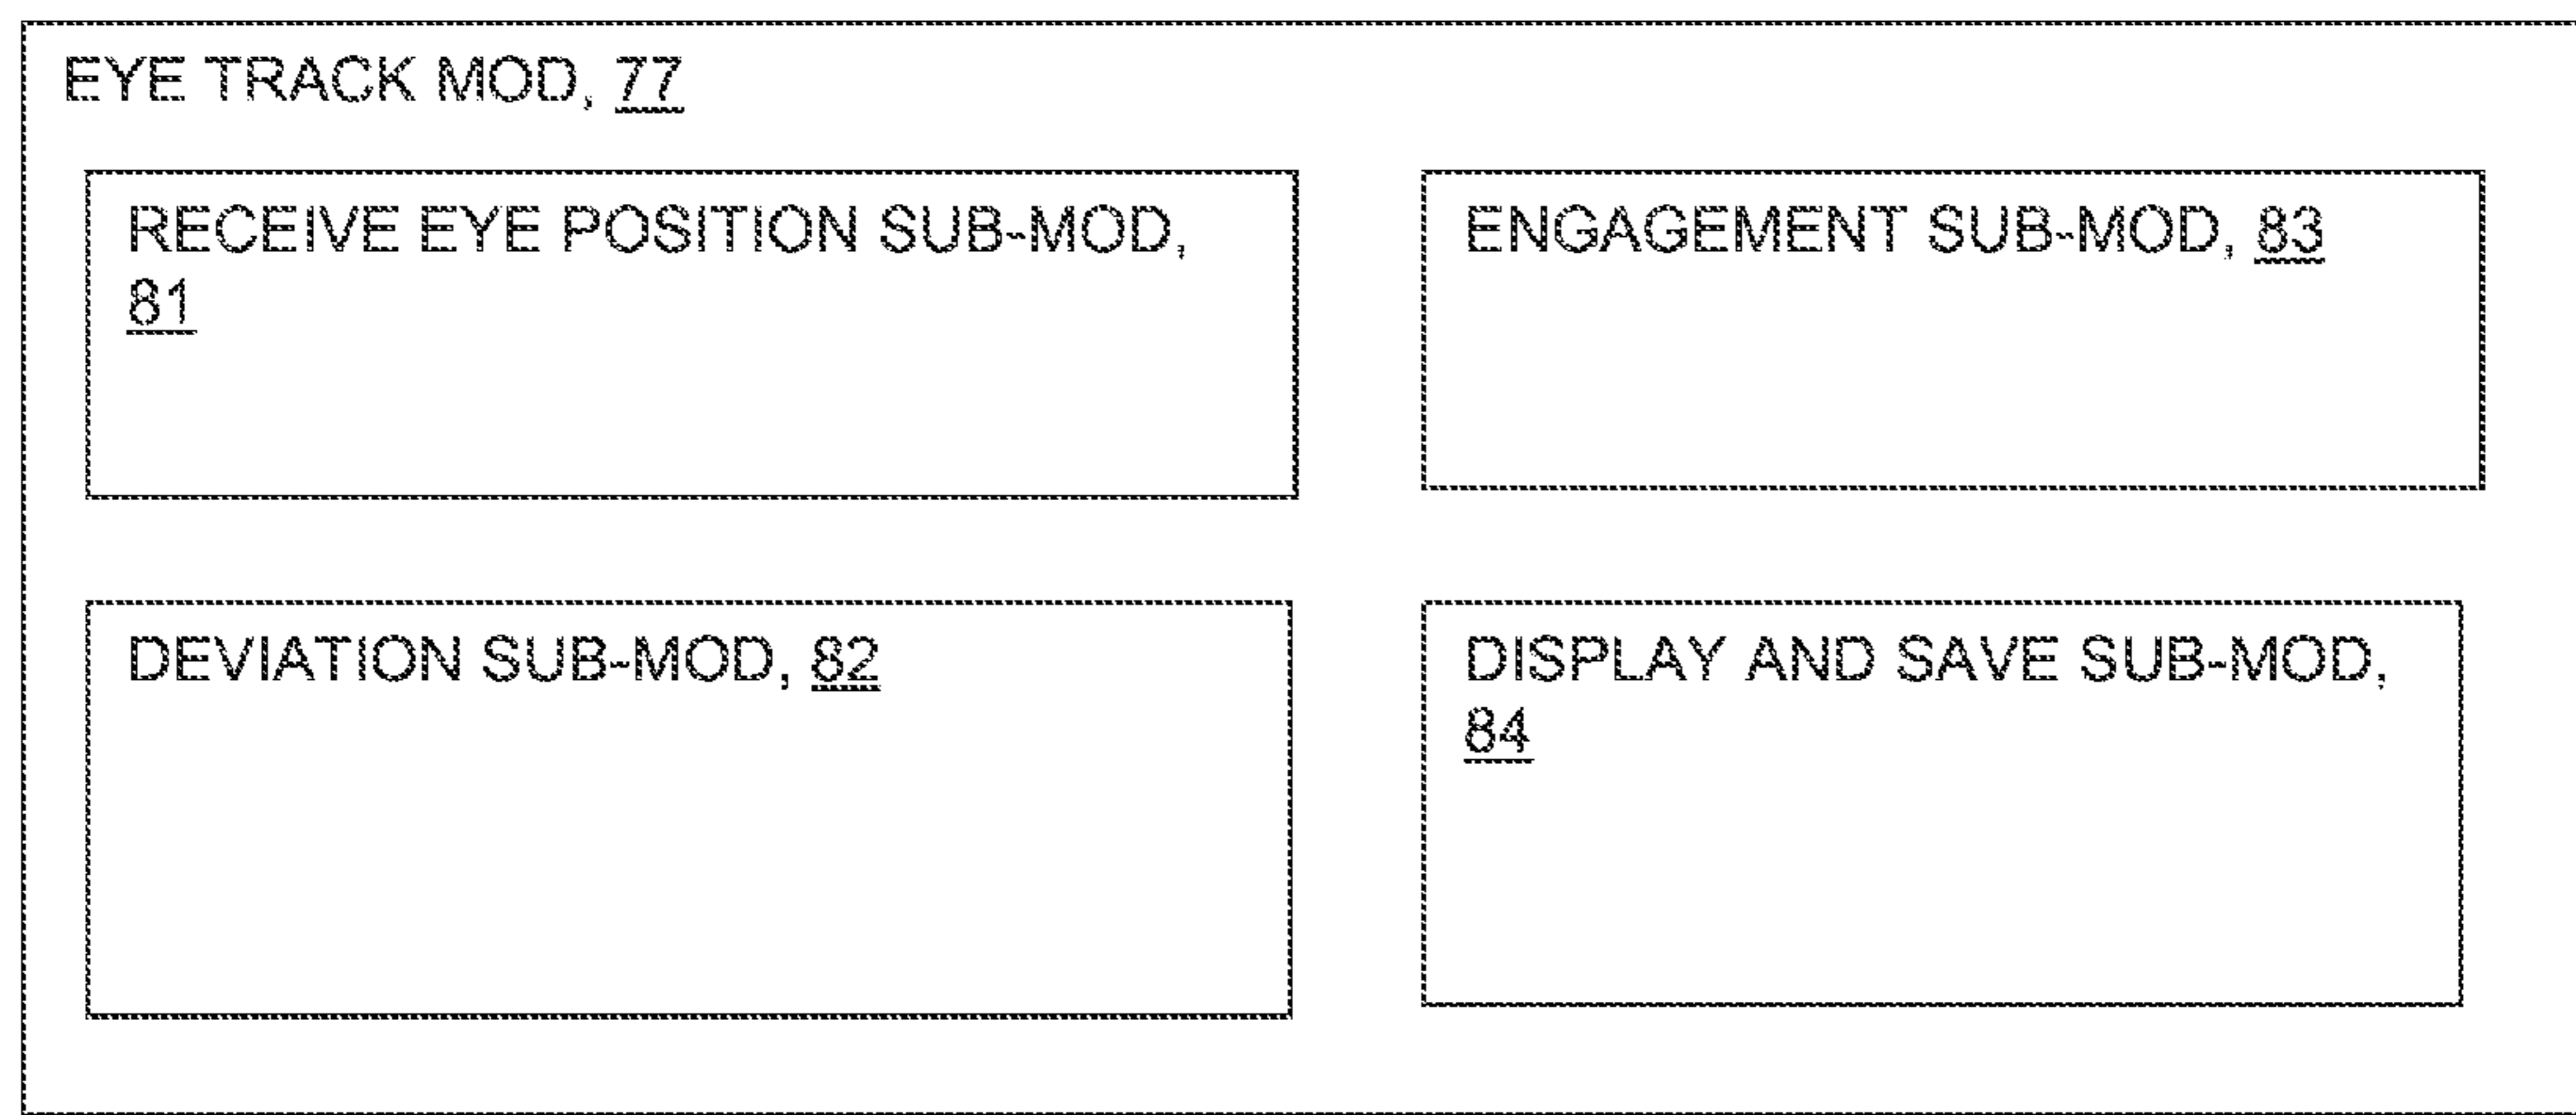 EYE TRACK MOD, 77
RECEIVE EYE POSITION SUB-MOD,
81
ENGAGEMENT SUB-MOD, 83
DEVIATION SUB-MOD, 82
DISPLAY AND SAVE SUB-MOD,
84